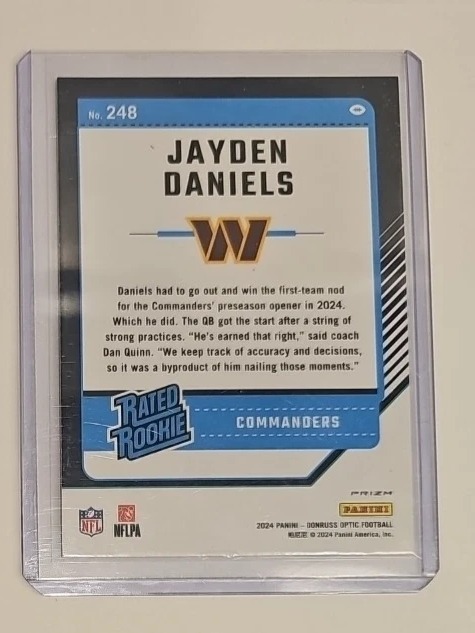 No. 248
JAYDEN
DANIELS
W
Daniels had to go out and win the first-team nod
for the Commanders' preseason opener in 2024.
Which he did. The QB got the start after a string of
strong practices. "He's earned that right," said coach
Dan Quinn. "We keep track of accuracy and decisions,
so it was a byproduct of him nailing those moments."
RATED
ROOKIE
COMMANDERS
PRIZM
PANINI
NFL
NFLPA
2024 PANINI - DONRUSS OPTIC FOOTBALL
© 2024 Panini America, Inc.